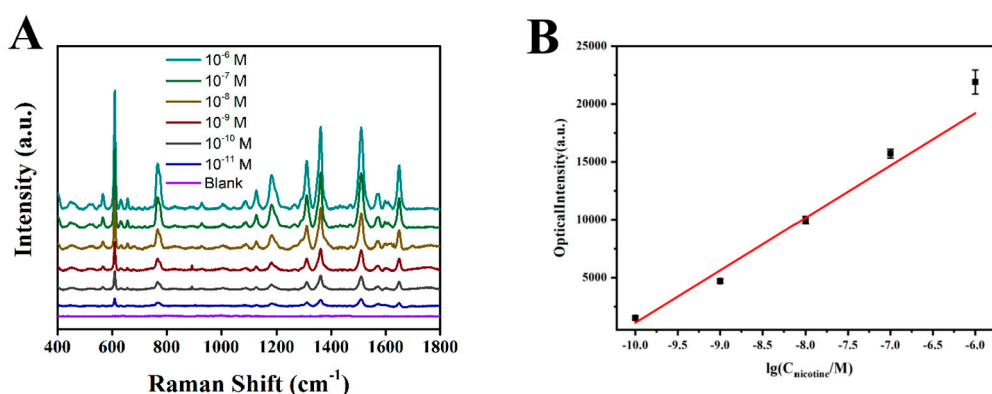 A
Intensity (a.u.)
10⁻⁶ M
10⁻⁷ M
10⁻⁸ M
10⁻⁹ M
10⁻¹⁰ M
10⁻¹¹ M
Blank
400 600 800 1000 1200 1400 1600 1800
Raman Shift (cm⁻¹)
B
OpticalIntensity(a.u.)
25000
20000
15000
10000
5000
-10.0 -9.5 -9.0 -8.5 -8.0 -7.5 -7.0 -6.5 -6.0
lg(Cnicotine/M)